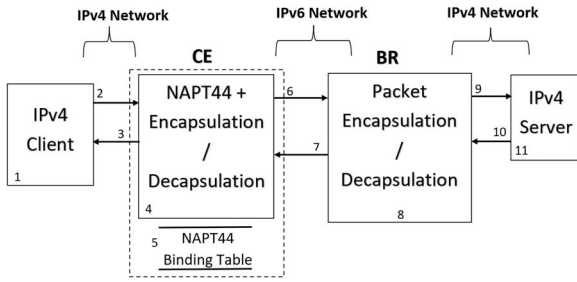 IPv4 Network
IPv6 Network
IPv4 Network
CE
BR
2
3
IPv4
Client
1
NAPT44 +
Encapsulation
/
Decapsulation
4
5
NAPT44
Binding Table
6
7
Packet
Encapsulation
/
Decapsulation
8
9
10
IPv4
Server
11